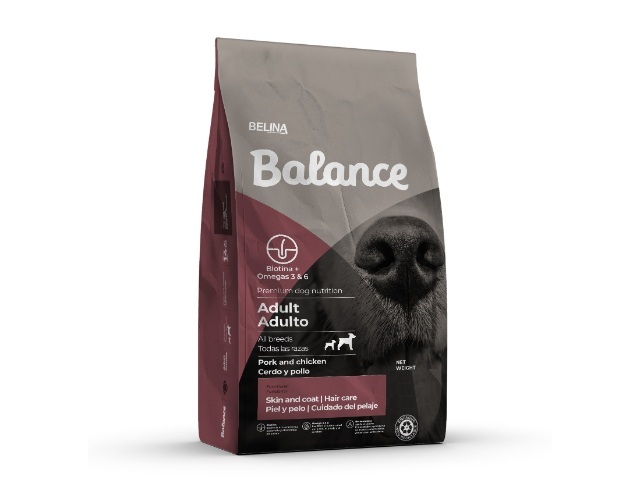 BELINA
Balance
Biotina +
Omegas 3 & 6
Premium dog nutrition
Adult
Adulto
All breeds
Todas las razas
Pork and chicken
Cerdo y pollo
NET
WEIGHT
Skin and coat | Hair care
Piel y pelo | Cuidado del pelaje
Balance